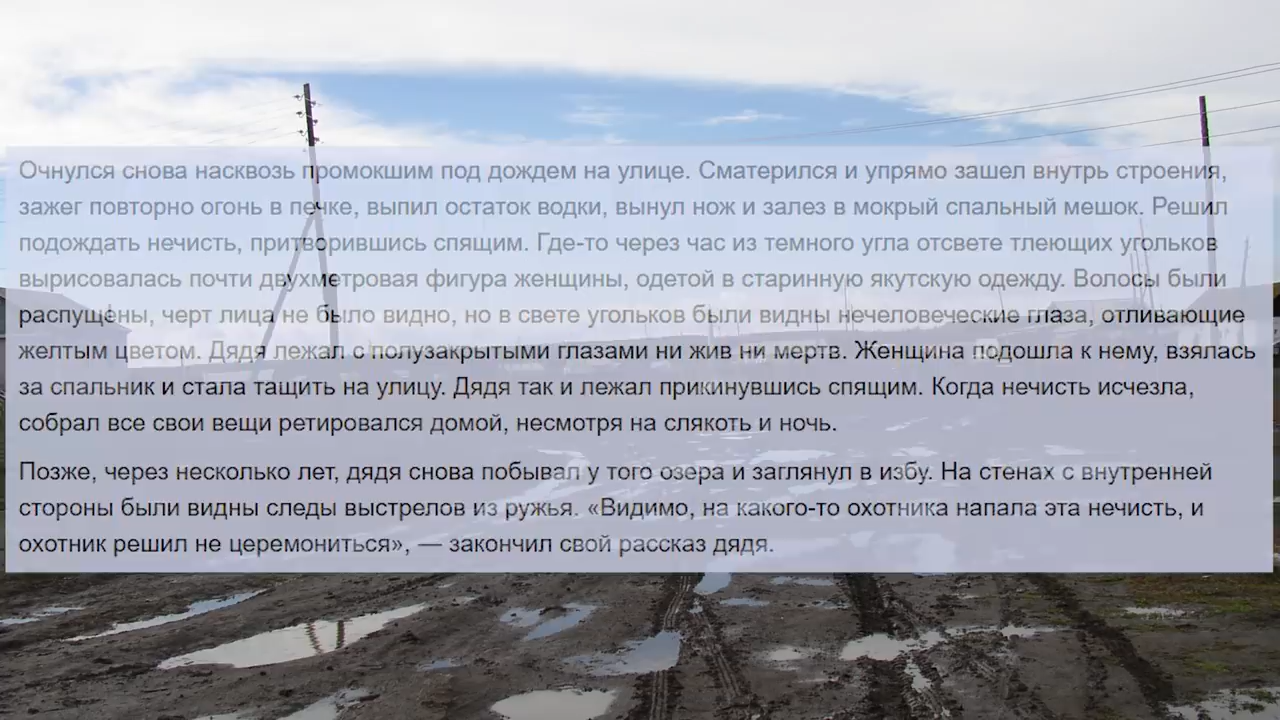 Очнулся снова насквозь промокшим под дождем на улице. Сматерился и упрямо зашел внутрь строения,
зажег повторно огонь в печке, выпил остаток водки, вынул нож и залез в мокрый спальный мешок. Решил
подождать нечисть, притворившись спящим. Где-то через час из темного угла отсвете тлеющих угольков
вырисовалась почти двухметровая фигура женщины, одетой в старинную якутскую одежду. Волосы были
распущены, черт лица не было видно, но в свете угольков были видны нечеловеческие глаза, отливающие
желтым цветом. Дядя лежал с полузакрытыми глазами ни жив ни мертв. Женщина подошла к нему, взялась
за спальник и стала тащить на улицу. Дядя так и лежал прикинувшись спящим. Когда нечисть исчезла,
собрал все свои вещи ретировался домой, несмотря на слякоть и ночь.
Позже, через несколько лет, дядя снова побывал у того озера и заглянул в избу. На стенах с внутренней
стороны были видны следы выстрелов из ружья. «Видимо, на какого-то охотника напала эта нечисть, и
охотник решил не церемониться», — закончил свой рассказ дядя.